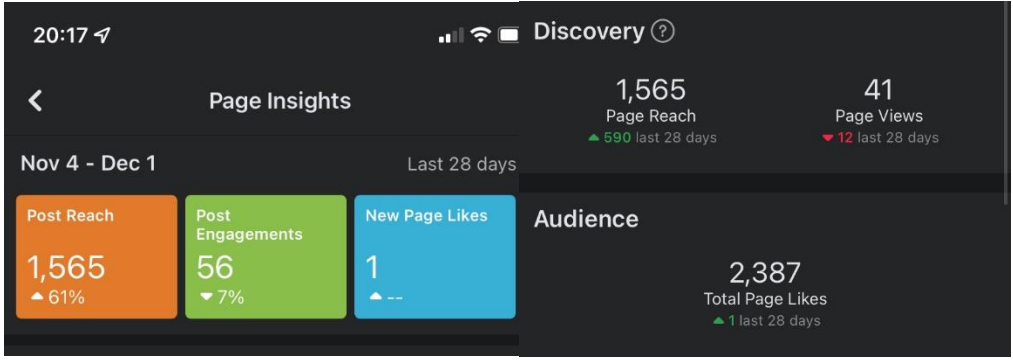 20:17
Page Insights
Nov 4 - Dec 1
Last 28 days
Post Reach
1,565
61%
Post
Engagements
56
7%
New Page Likes
1
--
Discovery ?
1,565
Page Reach
590 last 28 days
41
Page Views
12 last 28 days
Audience
2,387
Total Page Likes
1 last 28 days